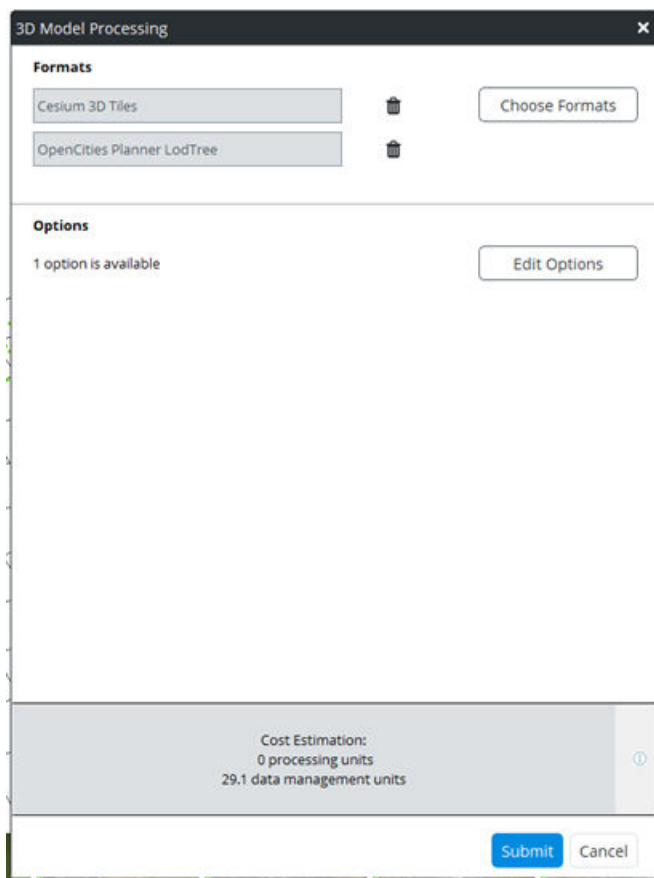 3D Model Processing
Formats
Cesium 3D Tiles
Choose Formats
OpenCities Planner LodTree
Options
1 option is available
Edit Options
Cost Estimation:
0 processing units
29.1 data management units
Submit
Cancel